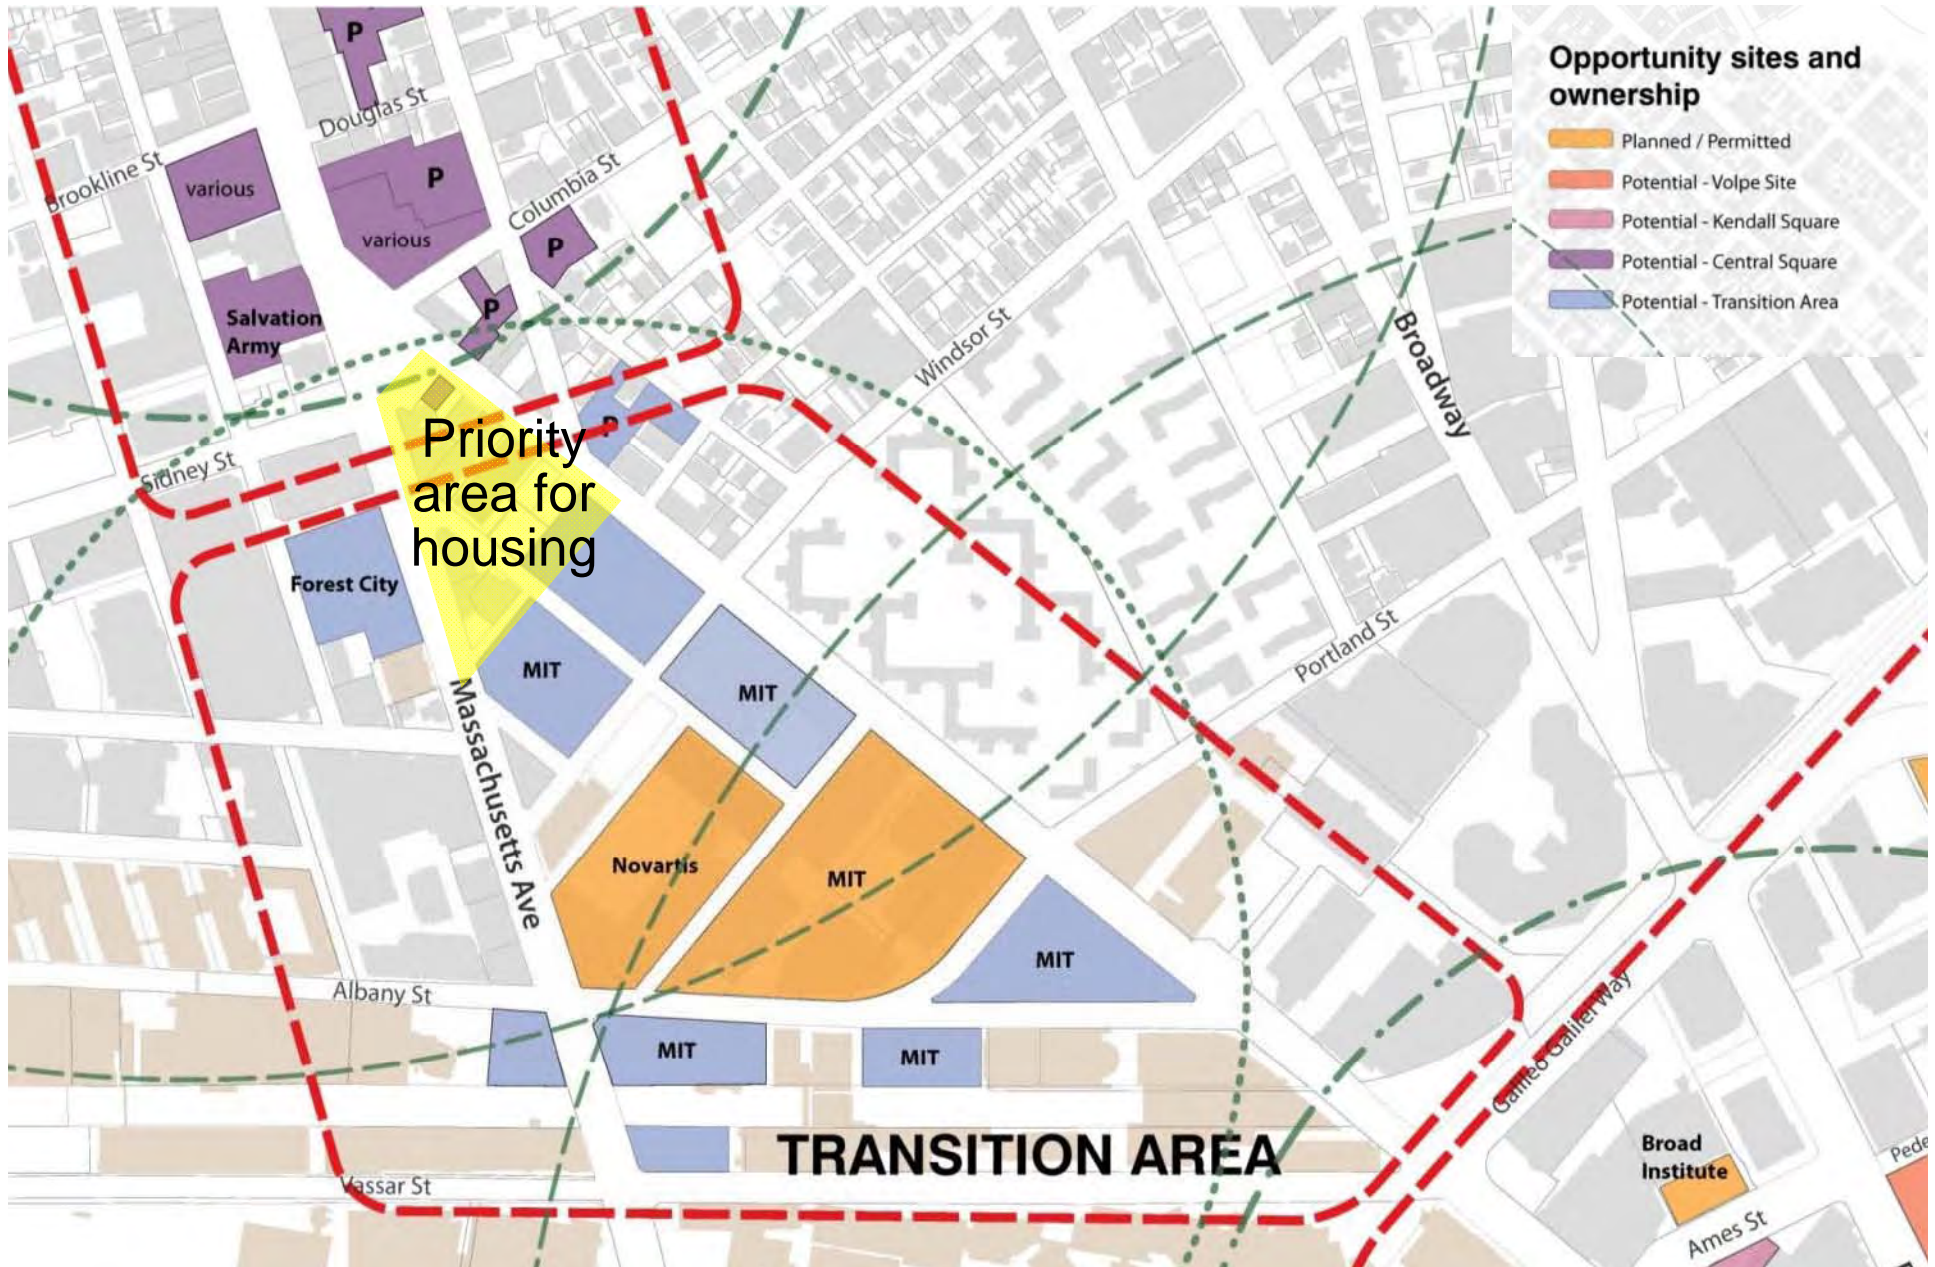 Opportunity sites and
ownership
Planned / Permitted
Potential - Volpe Site
Potential - Kendall Square
Potential - Central Square
Potential - Transition Area
P
Douglas St
Brookline St
various
P
various
Columbia St
P
P
Salvation
Army
Windsor St
Broadway
P
Priority
area for
housing
Sidney St
Forest City
MIT
MIT
Portland St
Massachusetts Ave
Novartis
MIT
MIT
Albany St
MIT
MIT
Galileo Galilei Way
TRANSITION AREA
Vassar St
Broad
Institute
Pede
Ames St